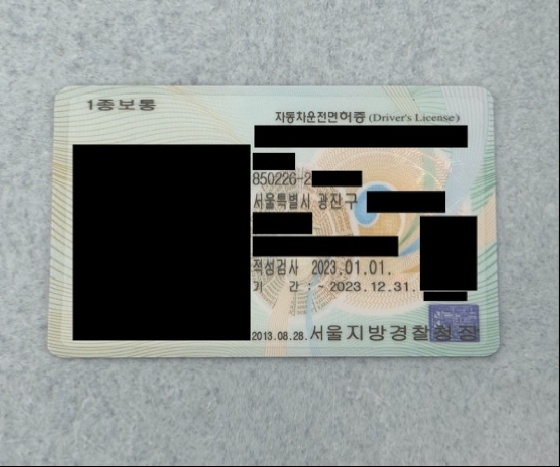 1종보통
자동차운전면허증 (Driver's License)
850226-2
서울특별시 광진구
적성검사 2023.01.01.
기 간 : ~ 2023.12.31.
2013.08.28. 서울지방경찰청장